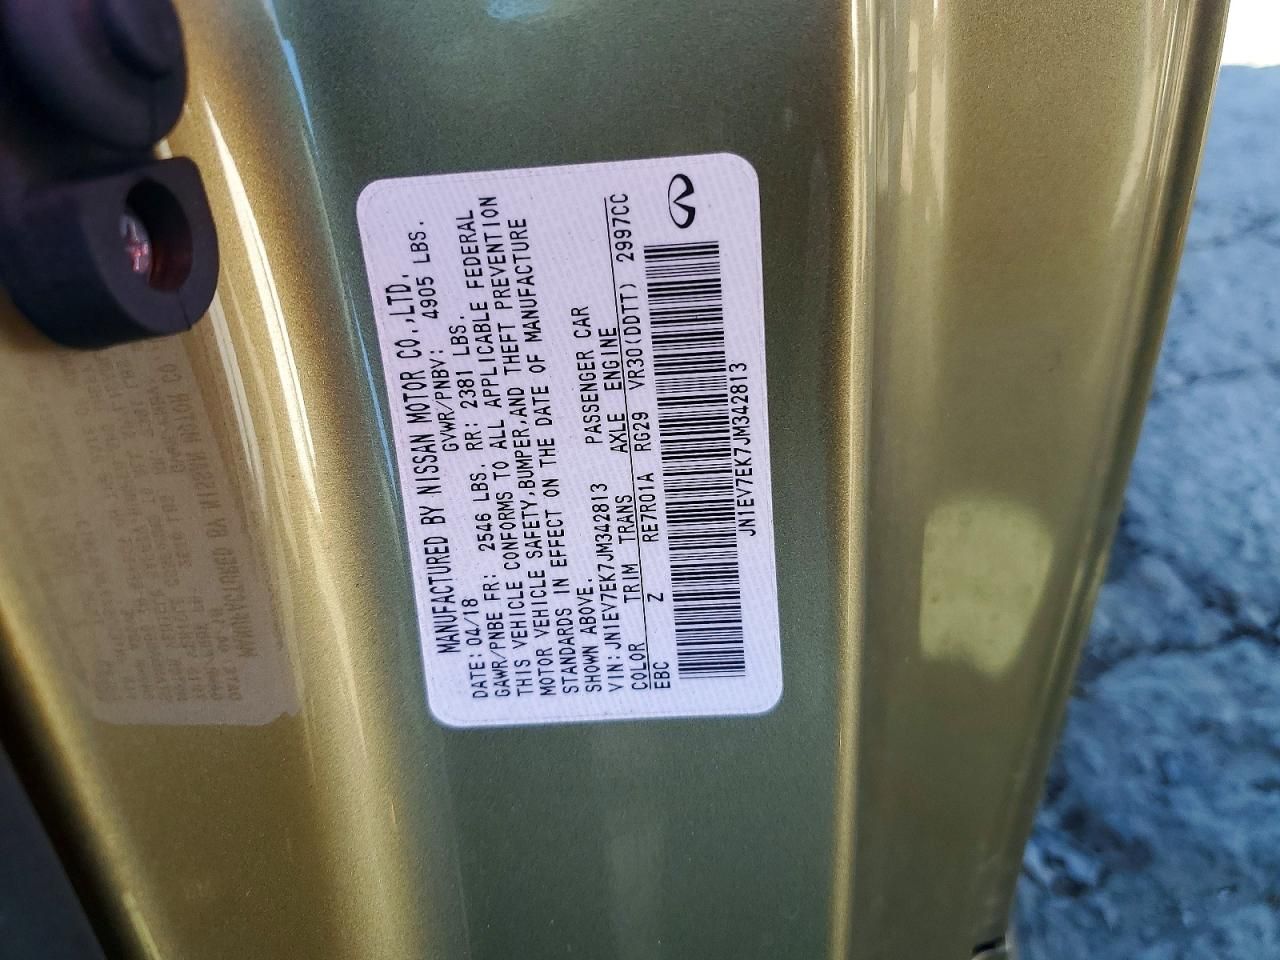 MANUFACTURED BY NISSAN MOTOR CO.,LTD.
DATE: 04/18 GVWR/PNBV: 4905 LBS.
GAWR/PNBE FR: 2546 LBS. RR: 2381 LBS.
THIS VEHICLE CONFORMS TO ALL APPLICABLE FEDERAL
MOTOR VEHICLE SAFETY,BUMPER,AND THEFT PREVENTION
STANDARDS IN EFFECT ON THE DATE OF MANUFACTURE
SHOWN ABOVE.
VIN:JN1EV7EK7JM342813 PASSENGER CAR
COLOR TRIM TRANS AXLE ENGINE
EBC Z RE7R01A RG29 VR30(DDTT) 2997CC
JN1EV7EK7JM342813